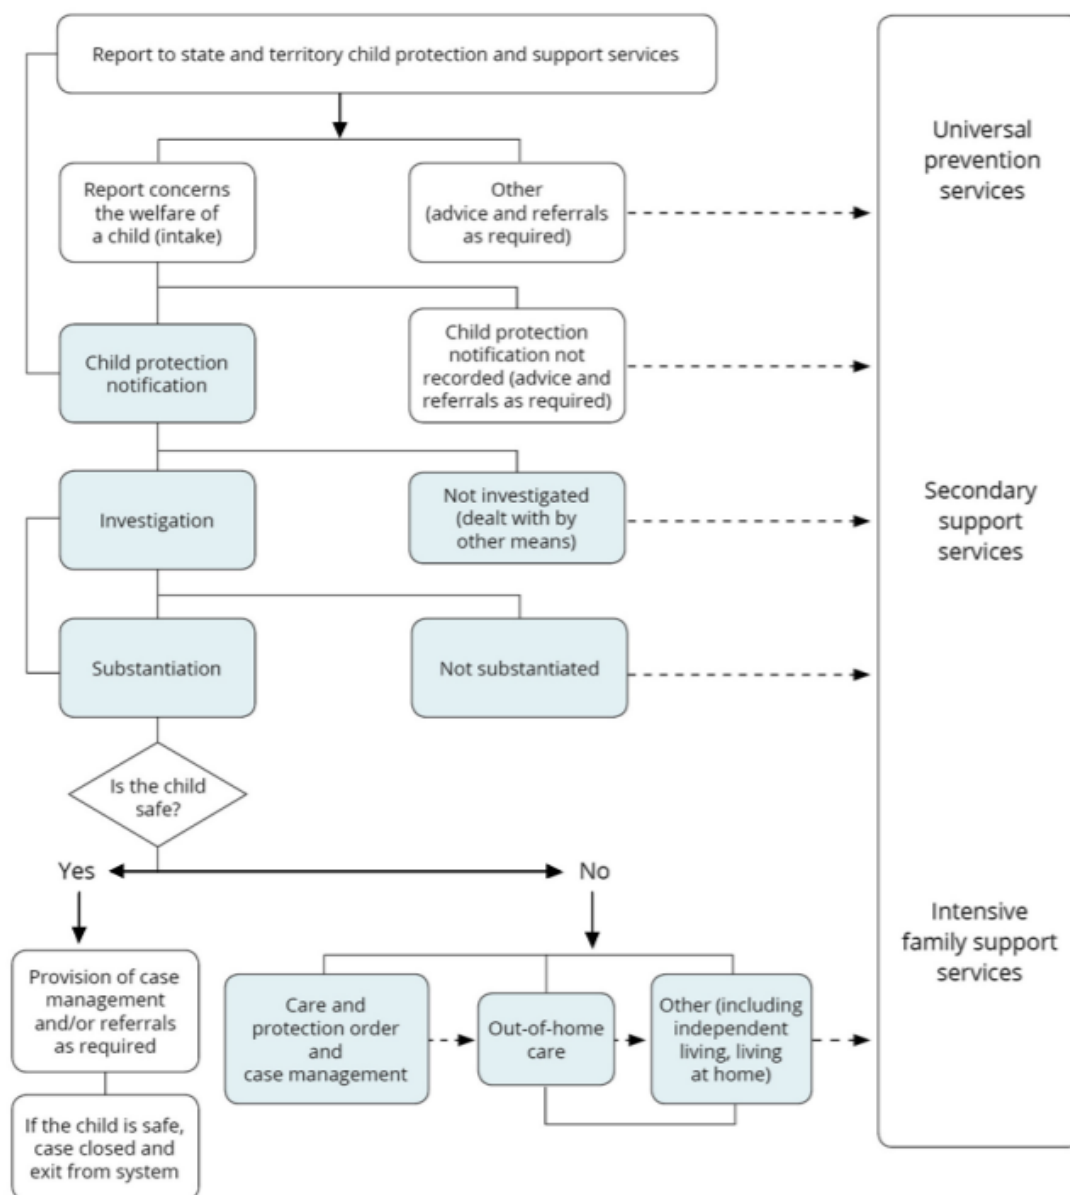 Report to state and territory child protection and support services
Universal
prevention
services
Report concerns
the welfare of
a child (intake)
Other
(advice and referrals
as required)
Child protection
notification
Child protection
notification not
recorded (advice and
referrals as required)
Secondary
support
services
Investigation
Not investigated
(dealt with by
other means)
Substantiation
Not substantiated
Is the child
safe?
Yes
No
Intensive
family support
services
Provision of case
management
and/or referrals
as required
Care and
protection order
and
case management
Out-of-home
care
Other (including
independent
living, living
at home)
If the child is safe,
case closed and
exit from system